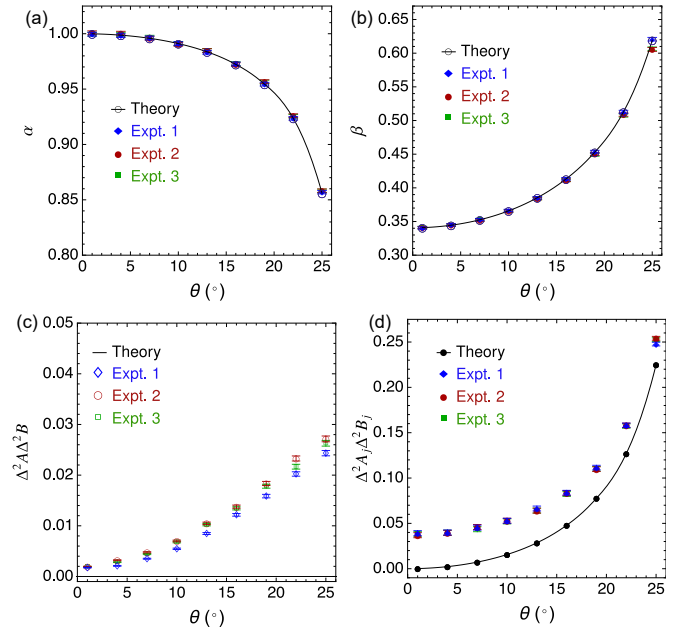 (a)
1.00
0.95
0.90
0.85
0.80
α
Theory
Expt. 1
Expt. 2
Expt. 3
0 5 10 15 20 25
θ (°)
(b)
0.60
0.55
0.50
0.45
0.40
0.35
0.30
β
Theory
Expt. 1
Expt. 2
Expt. 3
0 5 10 15 20 25
θ (°)
(c)
0.05
0.04
0.03
0.02
0.01
0.00
Δ²AΔ²B
Theory
Expt. 1
Expt. 2
Expt. 3
0 5 10 15 20 25
θ (°)
(d)
0.25
0.20
0.15
0.10
0.05
0.00
Δ²AⱼΔ²Bⱼ
Theory
Expt. 1
Expt. 2
Expt. 3
0 5 10 15 20 25
θ (°)